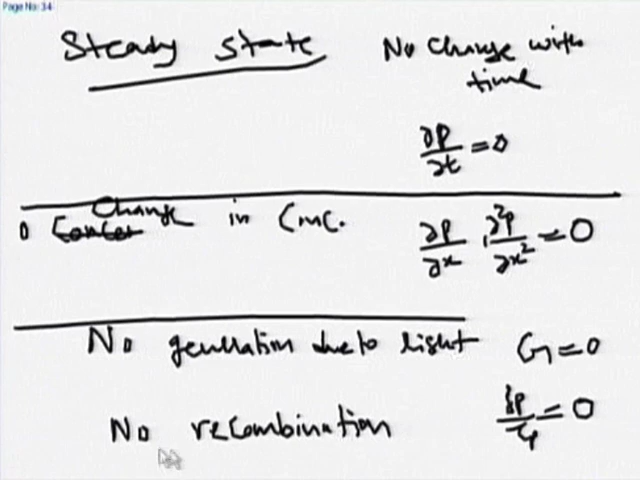 Page No: 34
Steady state No change with
time
∂p/∂t = 0
0 Change in Conc. ∂p/∂x , ∂²p/∂x² = 0
No generation due to light G = 0
No recombination δp/τp = 0